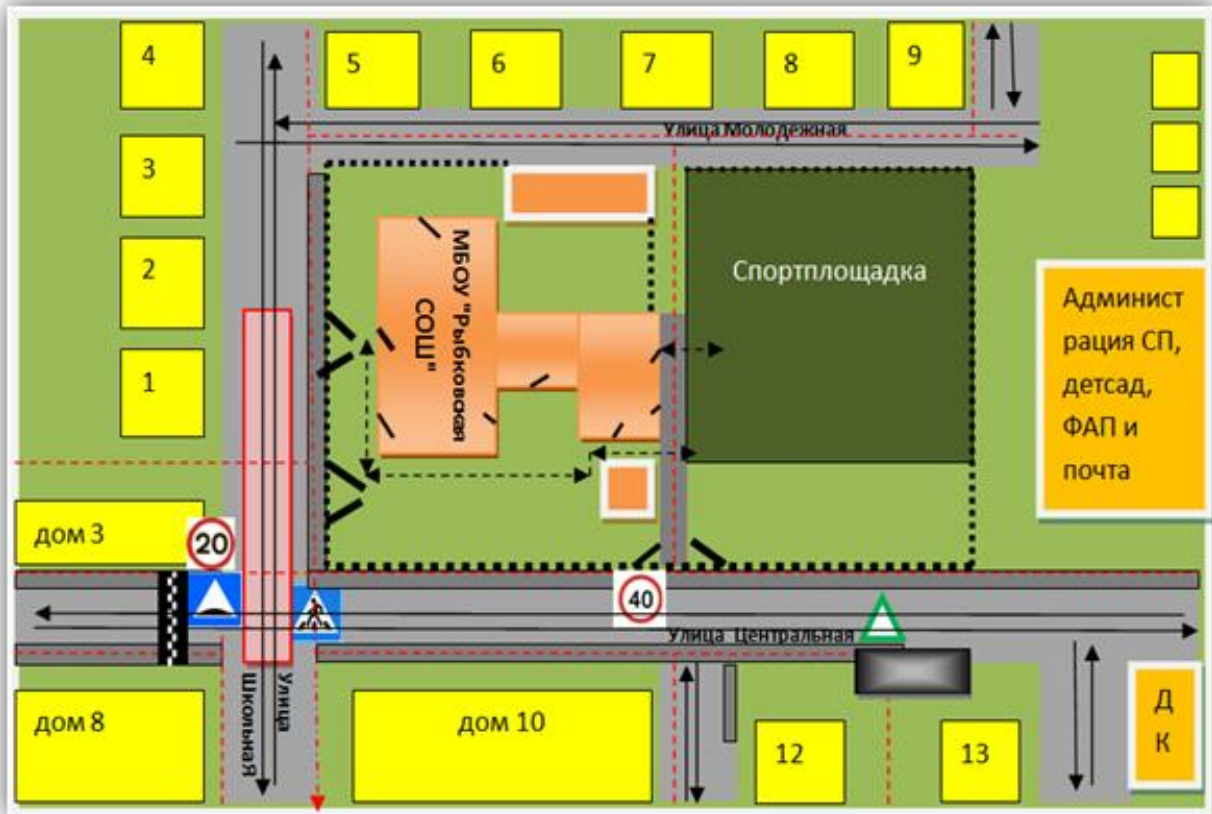 4
5
6
7
8
9
Улица Молодежная
3
2
1
МБОУ "Рыбковская
СОШ"
Спортплощадка
Админист
рация СП,
детсад,
ФАП и
почта
дом 3
20
40
Улица Центральная
Улица
Школьная
дом 8
дом 10
12
13
Д
К